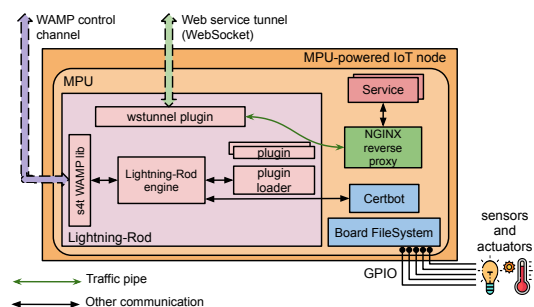 WAMP control
channel
Web service tunnel
(WebSocket)
MPU-powered IoT node
MPU
Service
wstunnel plugin
NGINX
reverse
proxy
s4t WAMP lib
Lightning-Rod
engine
plugin
plugin
loader
Certbot
Board FileSystem
Lightning-Rod
sensors
and
actuators
GPIO
Traffic pipe
Other communication